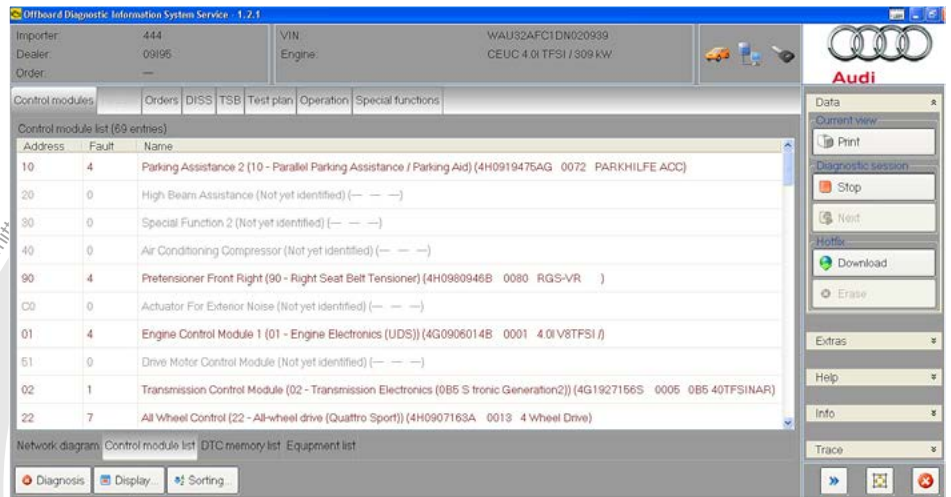 Offboard Diagnostic Information System Service - 1.2.1
Importer: 444
Dealer: 09I95
Order: —
VIN: WAU32AFC1DN020939
Engine: CEUC 4.0l TFSI / 309 kW
Audi
Control modules Orders DISS TSB Test plan Operation Special functions
Control module list (69 entries)
Address Fault Name
10 4 Parking Assistance 2 (10 - Parallel Parking Assistance / Parking Aid) (4H0919475AG 0072 PARKHILFE ACC)
20 0 High Beam Assistance (Not yet identified) (— — —)
30 0 Special Function 2 (Not yet identified) (— — —)
40 0 Air Conditioning Compressor (Not yet identified) (— — —)
90 4 Pretensioner Front Right (90 - Right Seat Belt Tensioner) (4H0980946B 0080 RGS-VR )
C0 0 Actuator For Exterior Noise (Not yet identified) (— — —)
01 4 Engine Control Module 1 (01 - Engine Electronics (UDS)) (4G0906014B 0001 4.0l V8TFSI /)
51 0 Drive Motor Control Module (Not yet identified) (— — —)
02 1 Transmission Control Module (02 - Transmission Electronics (0B5 S tronic Generation2)) (4G1927156S 0005 0B5 40TFSINAR)
22 7 All Wheel Control (22 - All-wheel drive (Quattro Sport)) (4H0907163A 0013 4 Wheel Drive)
Network diagram Control module list DTC memory list Equipment list
Diagnosis Display... Sorting...
Data
Current view
Print
Diagnostic session
Stop
Next
Hotfix
Download
Erase
Extras
Help
Info
Trace